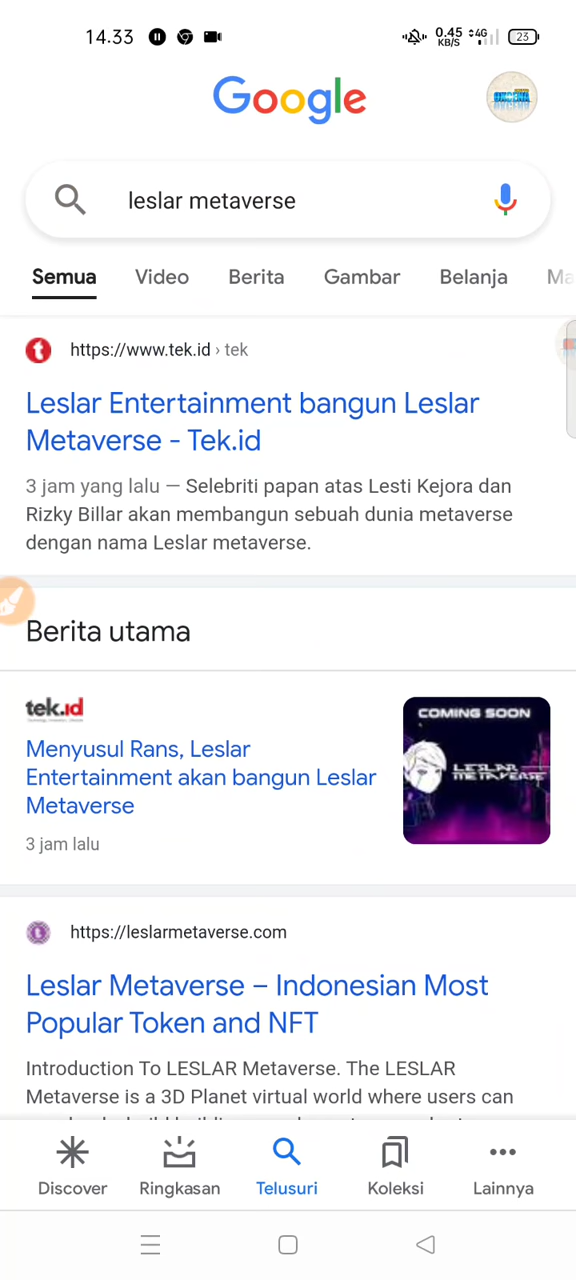 14.33
0.45
KB/S
4G
23
Google
leslar metaverse
Semua Video Berita Gambar Belanja Ma
https://www.tek.id › tek
Leslar Entertainment bangun Leslar
Metaverse - Tek.id
3 jam yang lalu — Selebriti papan atas Lesti Kejora dan
Rizky Billar akan membangun sebuah dunia metaverse
dengan nama Leslar metaverse.
Berita utama
tek.id
Menyusul Rans, Leslar
Entertainment akan bangun Leslar
Metaverse
3 jam lalu
COMING SOON
LESLAR
METAVERSE
https://leslarmetaverse.com
Leslar Metaverse – Indonesian Most
Popular Token and NFT
Introduction To LESLAR Metaverse. The LESLAR
Metaverse is a 3D Planet virtual world where users can
Discover Ringkasan Telusuri Koleksi Lainnya